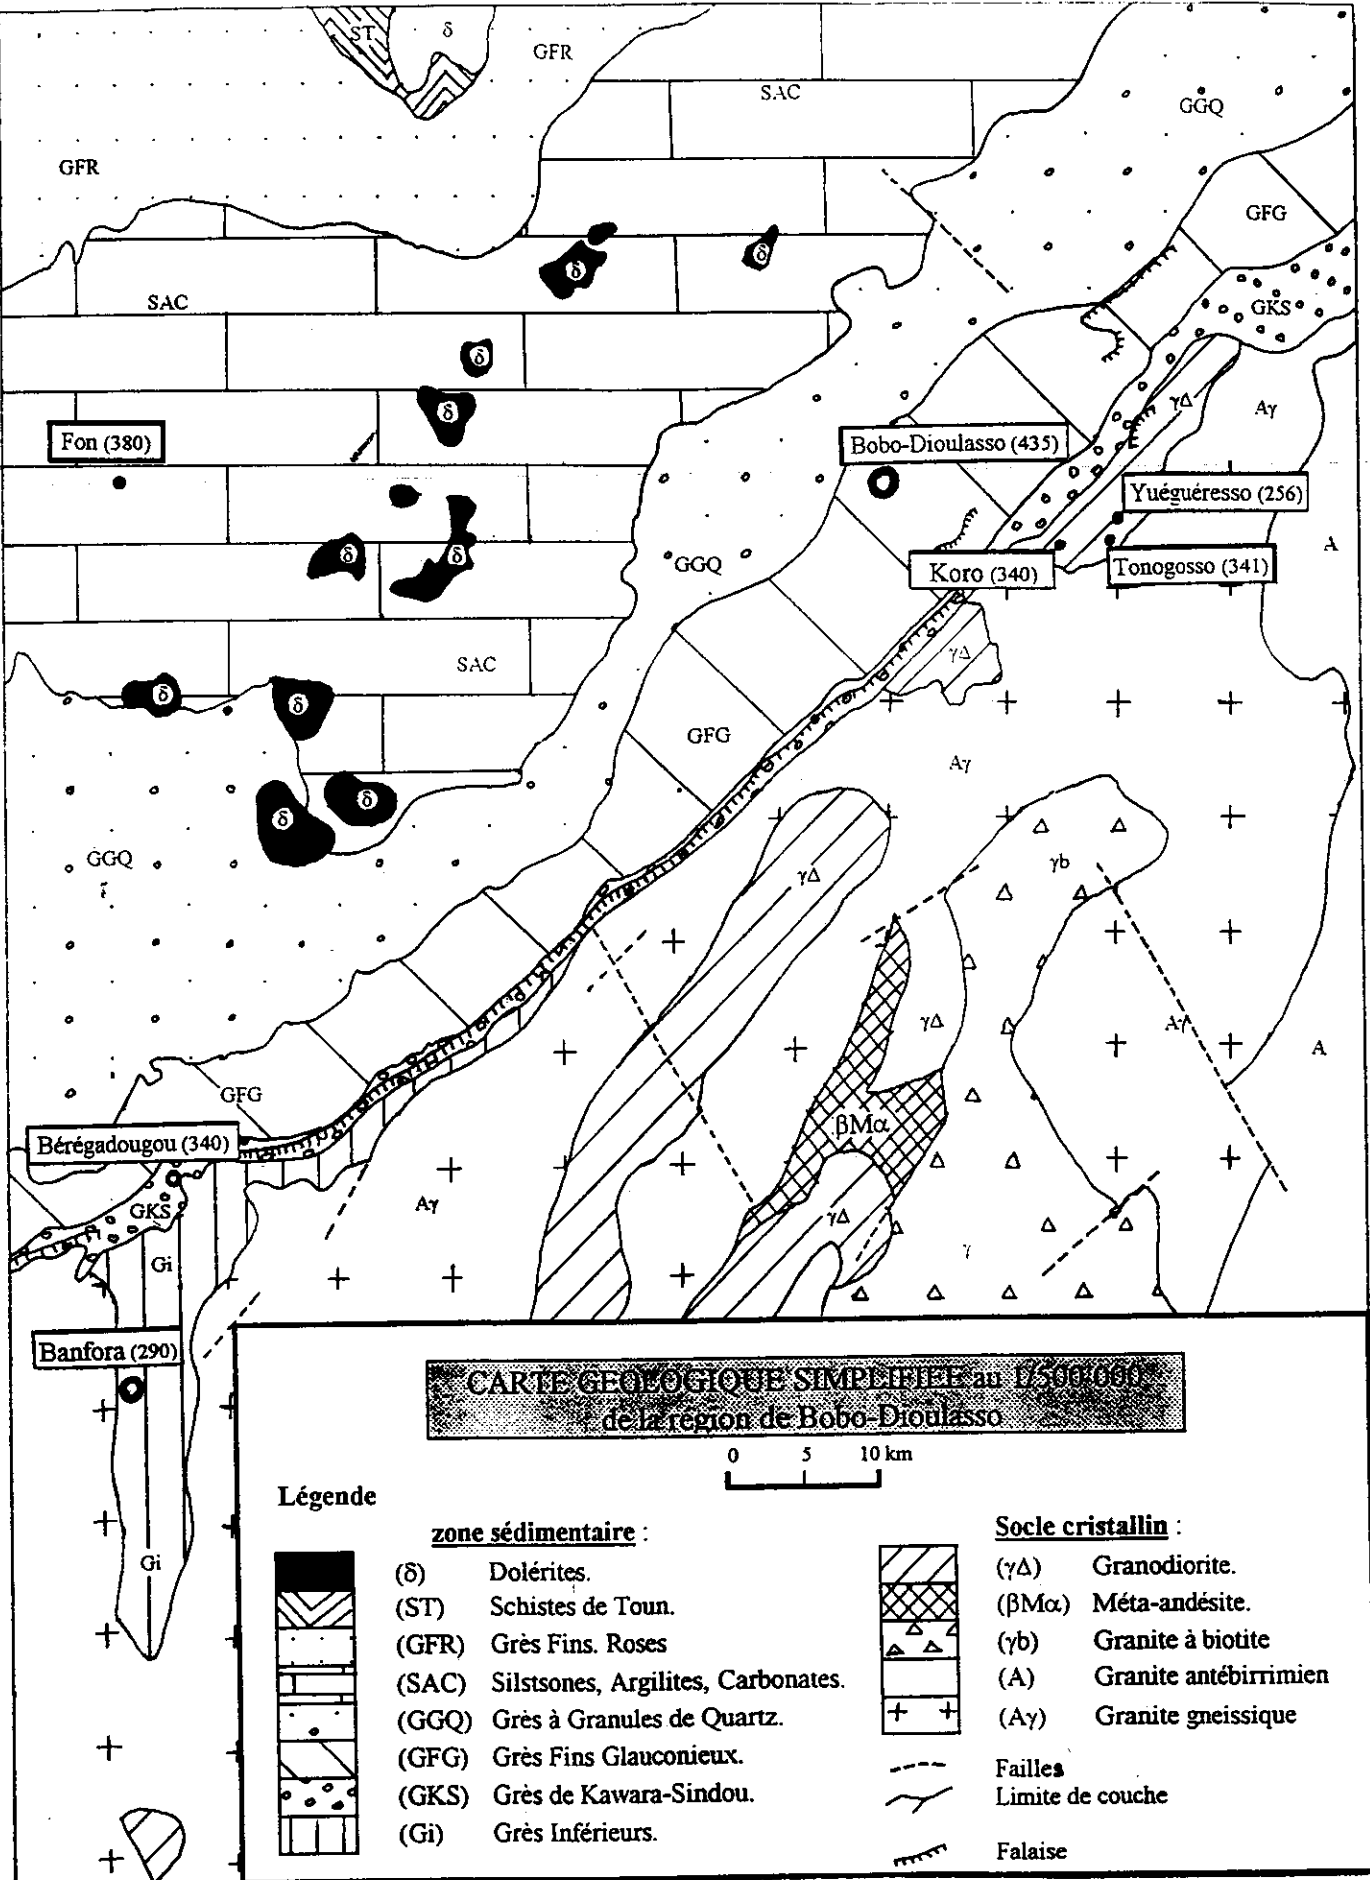 ST
δ
GFR
SAC
GGQ
GFR
GFG
δ
δ
SAC
GKS
δ
γΔ
Aγ
δ
Fon (380)
Bobo-Dioulasso (435)
Yuéguéresso (256)
A
δ
δ
GGQ
Koro (340)
Tonogosso (341)
SAC
γΔ
δ
δ
GFG
Aγ
δ
δ
GGQ
γΔ
γb
γΔ
Aγ
A
GFG
βMα
Bérégadougou (340)
Aγ
GKS
γΔ
γ
Gi
Banfora (290)
Gi
CARTE GEOLOGIQUE SIMPLIFIEE au 1/500'000
de la région de Bobo-Dioulasso
0 5 10 km
Légende
zone sédimentaire :
(δ) Dolérites.
(ST) Schistes de Toun.
(GFR) Grès Fins. Roses
(SAC) Silstsones, Argilites, Carbonates.
(GGQ) Grès à Granules de Quartz.
(GFG) Grès Fins Glauconieux.
(GKS) Grès de Kawara-Sindou.
(Gi) Grès Inférieurs.
Socle cristallin :
(γΔ) Granodiorite.
(βMα) Méta-andésite.
(γb) Granite à biotite
(A) Granite antébirrimien
(Aγ) Granite gneissique
Failles
Limite de couche
Falaise